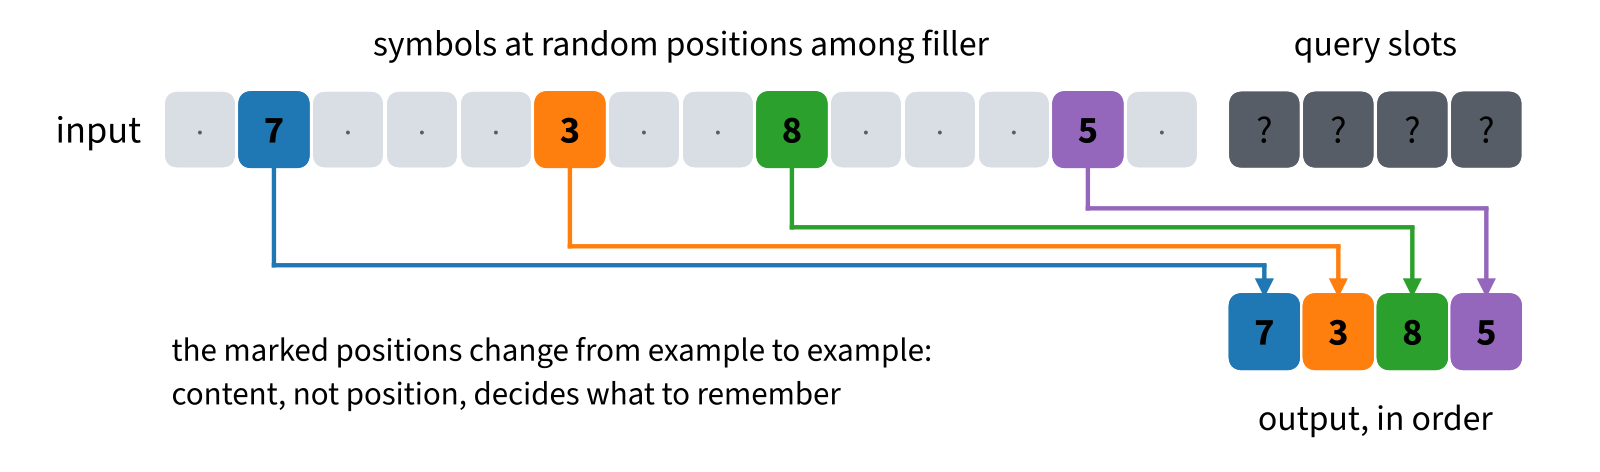 symbols at random positions among filler
query slots
input · 7 · · · 3 · · 8 · · · 5 · ? ? ? ?
7 3 8 5
the marked positions change from example to example:
content, not position, decides what to remember
output, in order